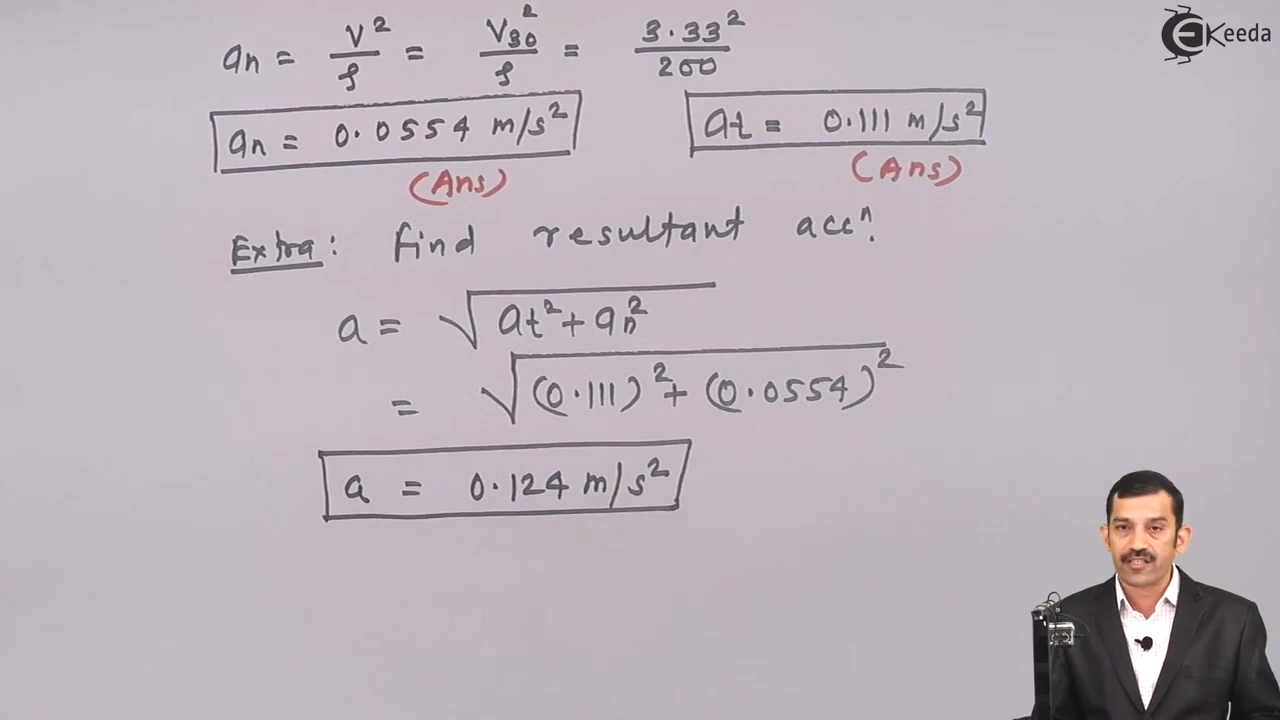 an = V²/ρ = V30²/ρ = 3.33²/200
an = 0.0554 m/s²
at = 0.111 m/s²
(Ans)
(Ans)
Extra: Find resultant accⁿ.
a = √(at² + an²)
= √((0.111)² + (0.0554)²)
a = 0.124 m/s²
Ekeeda